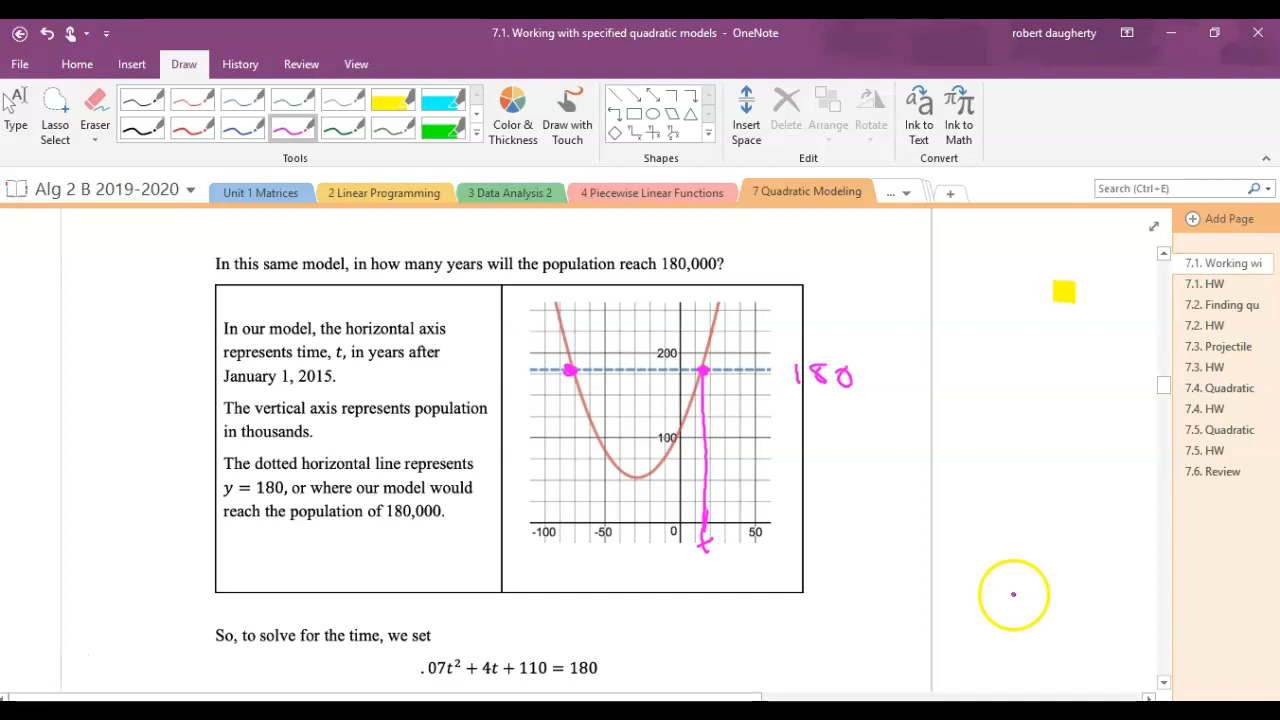 7.1. Working with specified quadratic models - OneNote
robert daugherty
File Home Insert Draw History Review View
Type
Lasso Select
Eraser
Color & Thickness
Draw with Touch
Insert Space
Delete
Arrange
Rotate
Ink to Text
Ink to Math
Tools
Shapes
Edit
Convert
Alg 2 B 2019-2020
Unit 1 Matrices
2 Linear Programming
3 Data Analysis 2
4 Piecewise Linear Functions
7 Quadratic Modeling
...
Search (Ctrl+E)
Add Page
7.1. Working wi
7.1. HW
7.2. Finding qu
7.2. HW
7.3. Projectile
7.3. HW
7.4. Quadratic
7.4. HW
7.5. Quadratic
7.5. HW
7.6. Review
In this same model, in how many years will the population reach 180,000?
In our model, the horizontal axis
represents time, t, in years after
January 1, 2015.
The vertical axis represents population
in thousands.
The dotted horizontal line represents
y = 180, or where our model would
reach the population of 180,000.
200
180
100
-100 -50 0 50
t
So, to solve for the time, we set
.07t² + 4t + 110 = 180